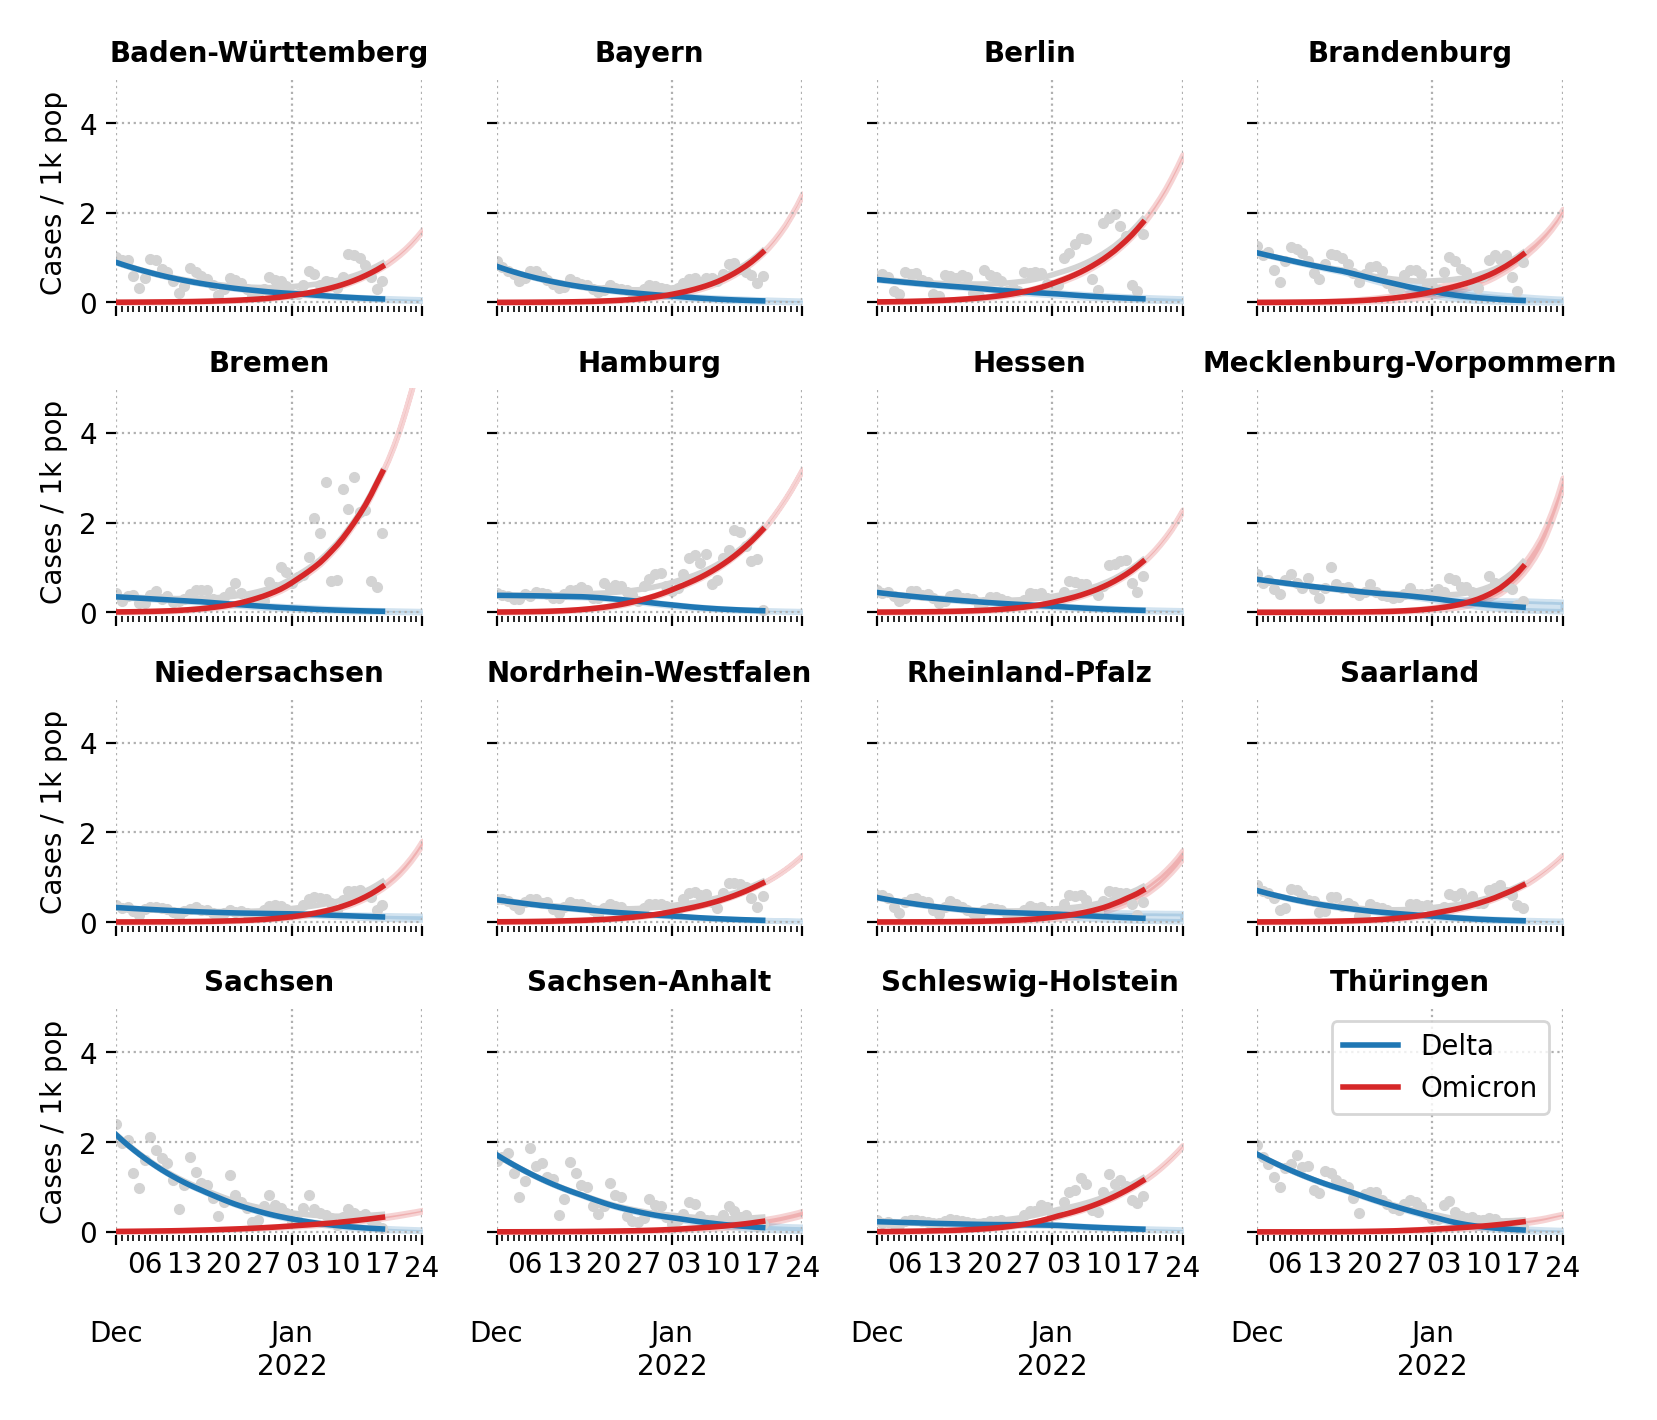 Baden-Württemberg Bayern Berlin Brandenburg
Cases / 1k pop
4
2
0
Bremen Hamburg Hessen Mecklenburg-Vorpommern
Cases / 1k pop
4
2
0
Niedersachsen Nordrhein-Westfalen Rheinland-Pfalz Saarland
Cases / 1k pop
4
2
0
Sachsen Sachsen-Anhalt Schleswig-Holstein Thüringen
Cases / 1k pop
4
2
0
Delta
Omicron
06 13 20 27 03 10 17 24 06 13 20 27 03 10 17 24 06 13 20 27 03 10 17 24 06 13 20 27 03 10 17 24
Dec Jan Dec Jan Dec Jan Dec Jan
2022 2022 2022 2022